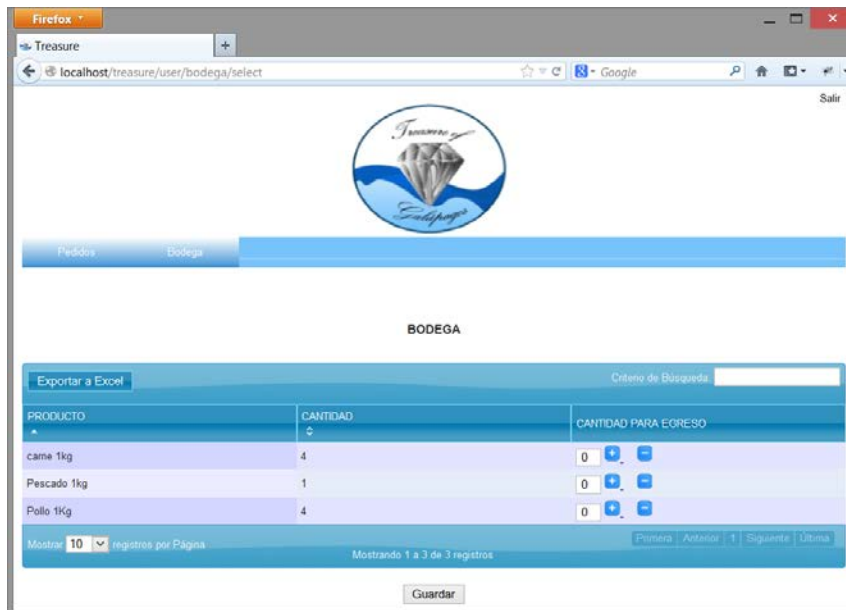 Firefox
Treasure
localhost/treasure/user/bodega/select
Google
Salir
Treasure of
Galápagos
Pedidos Bodega
BODEGA
Exportar a Excel Criterio de Búsqueda:
PRODUCTO CANTIDAD CANTIDAD PARA EGRESO
carne 1kg 4 0
Pescado 1kg 1 0
Pollo 1Kg 4 0
Mostrar 10 registros por Página Primera Anterior 1 Siguiente Última
Mostrando 1 a 3 de 3 registros
Guardar